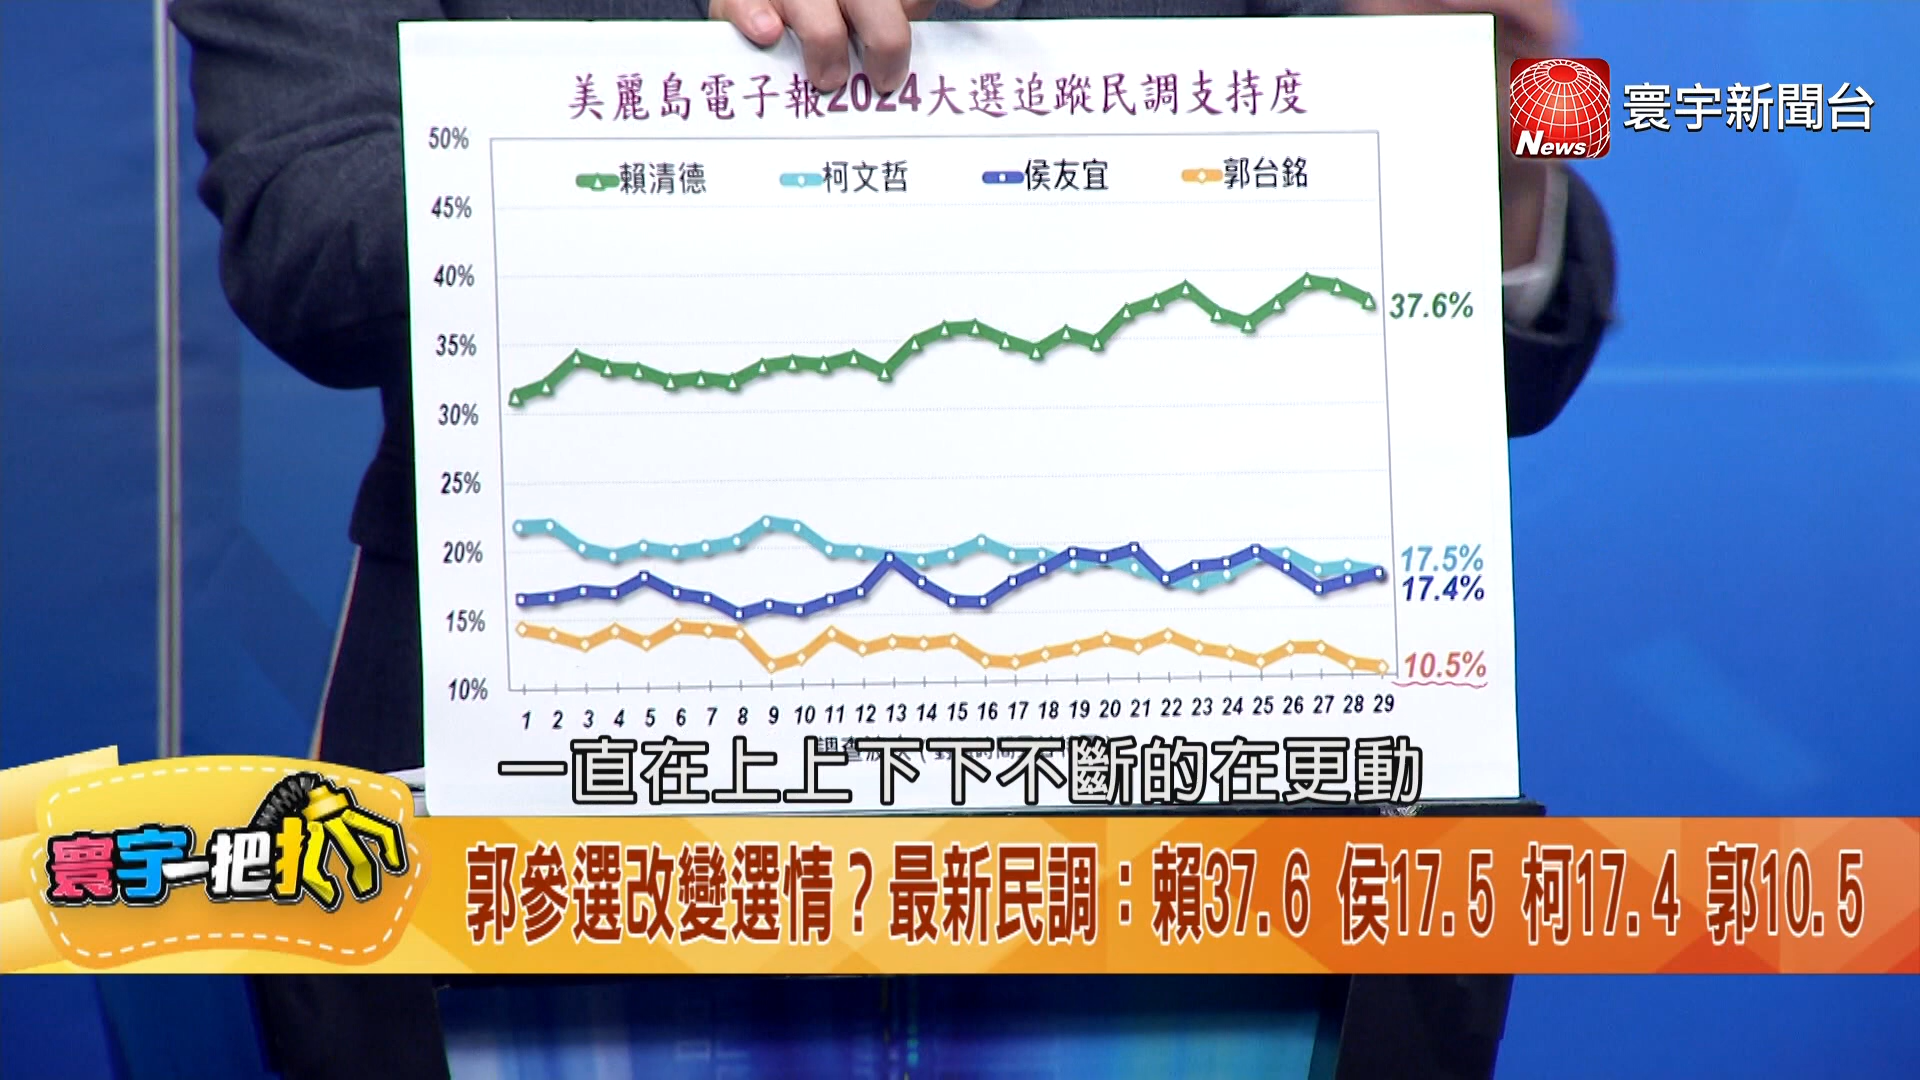 美麗島電子報2024大選追蹤民調支持度
寰宇新聞台
News
50%
賴清德 柯文哲 侯友宜 郭台銘
45%
40%
37.6%
35%
30%
25%
20%
17.5%
17.4%
15%
10.5%
10%
1 2 3 4 5 6 7 8 9 10 11 12 13 14 15 16 17 18 19 20 21 22 23 24 25 26 27 28 29
一直在上上下下不斷的在更動
寰宇一把抓
郭參選改變選情？最新民調：賴37.6 侯17.5 柯17.4 郭10.5